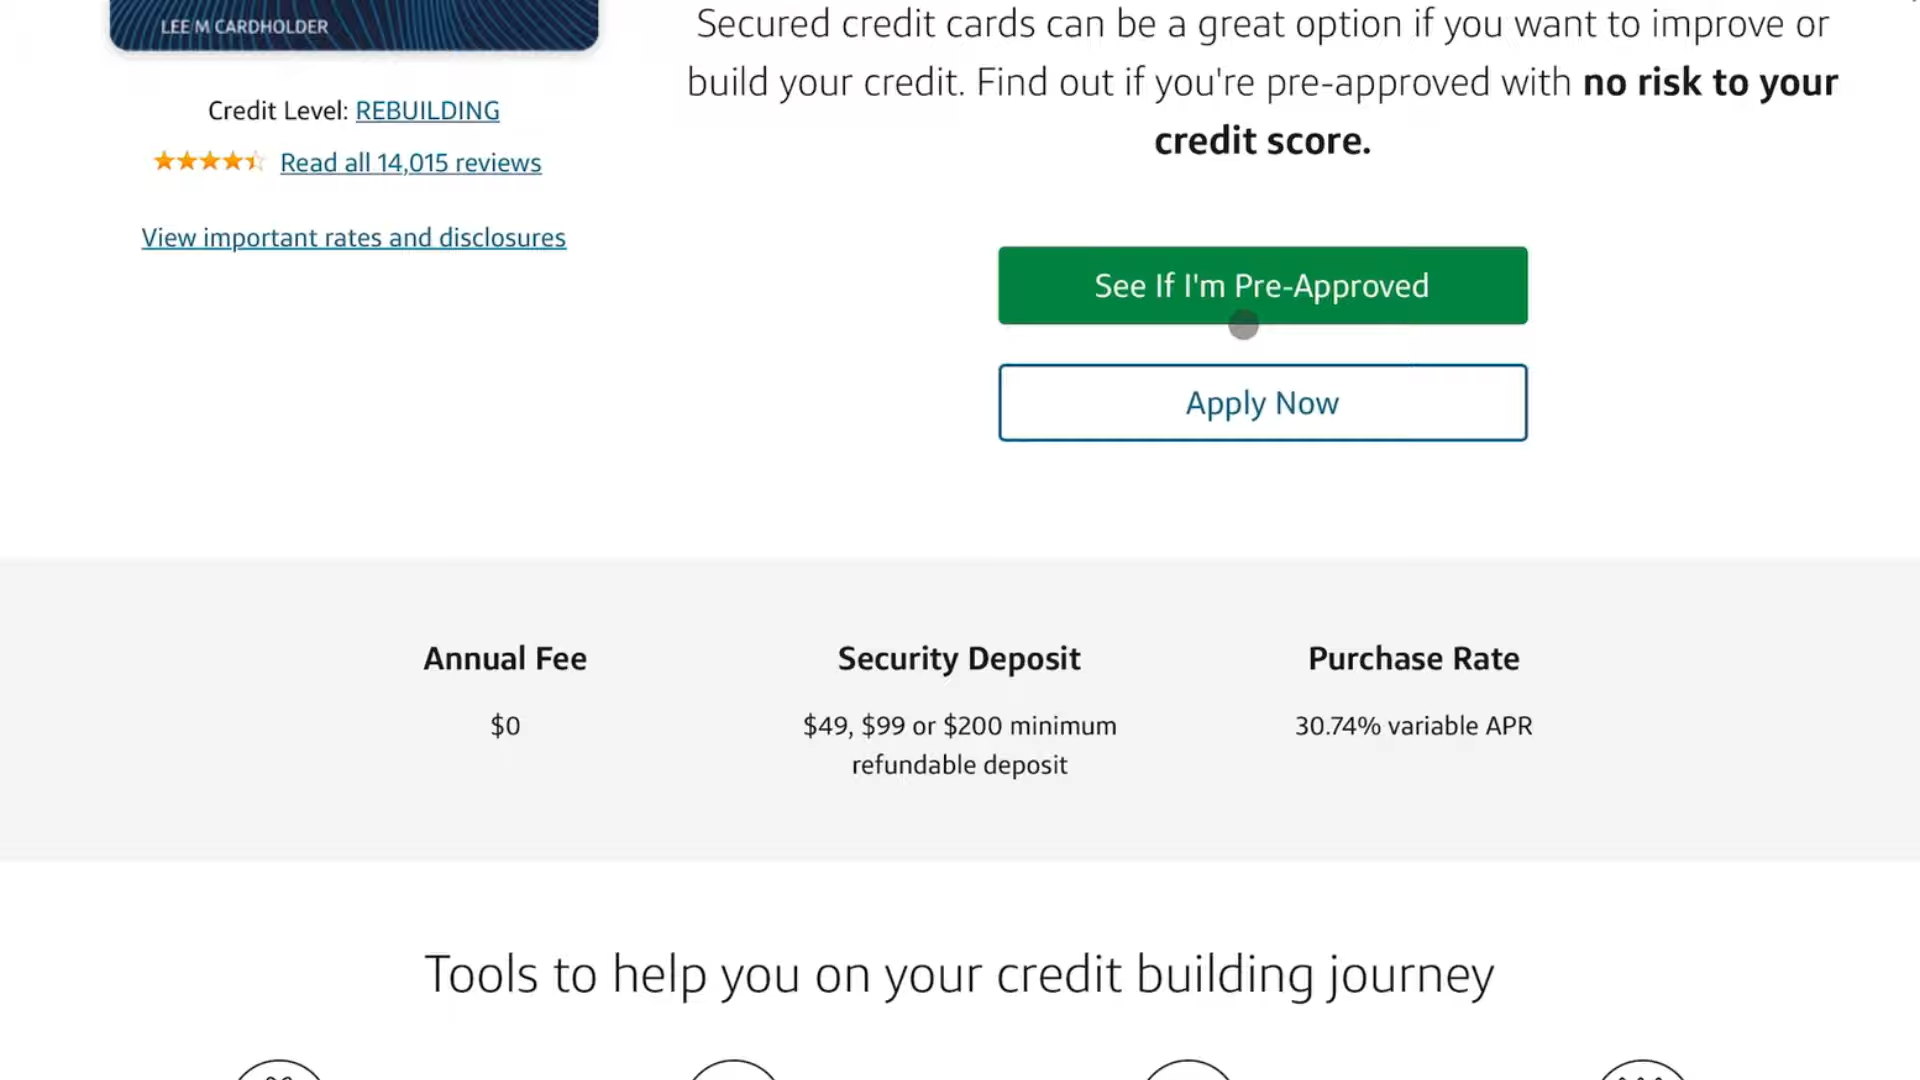 LEE M CARDHOLDER
Credit Level: REBUILDING
Read all 14,015 reviews
View important rates and disclosures
Secured credit cards can be a great option if you want to improve or
build your credit. Find out if you're pre-approved with no risk to your
credit score.
See If I'm Pre-Approved
Apply Now
Annual Fee
$0
Security Deposit
$49, $99 or $200 minimum
refundable deposit
Purchase Rate
30.74% variable APR
Tools to help you on your credit building journey